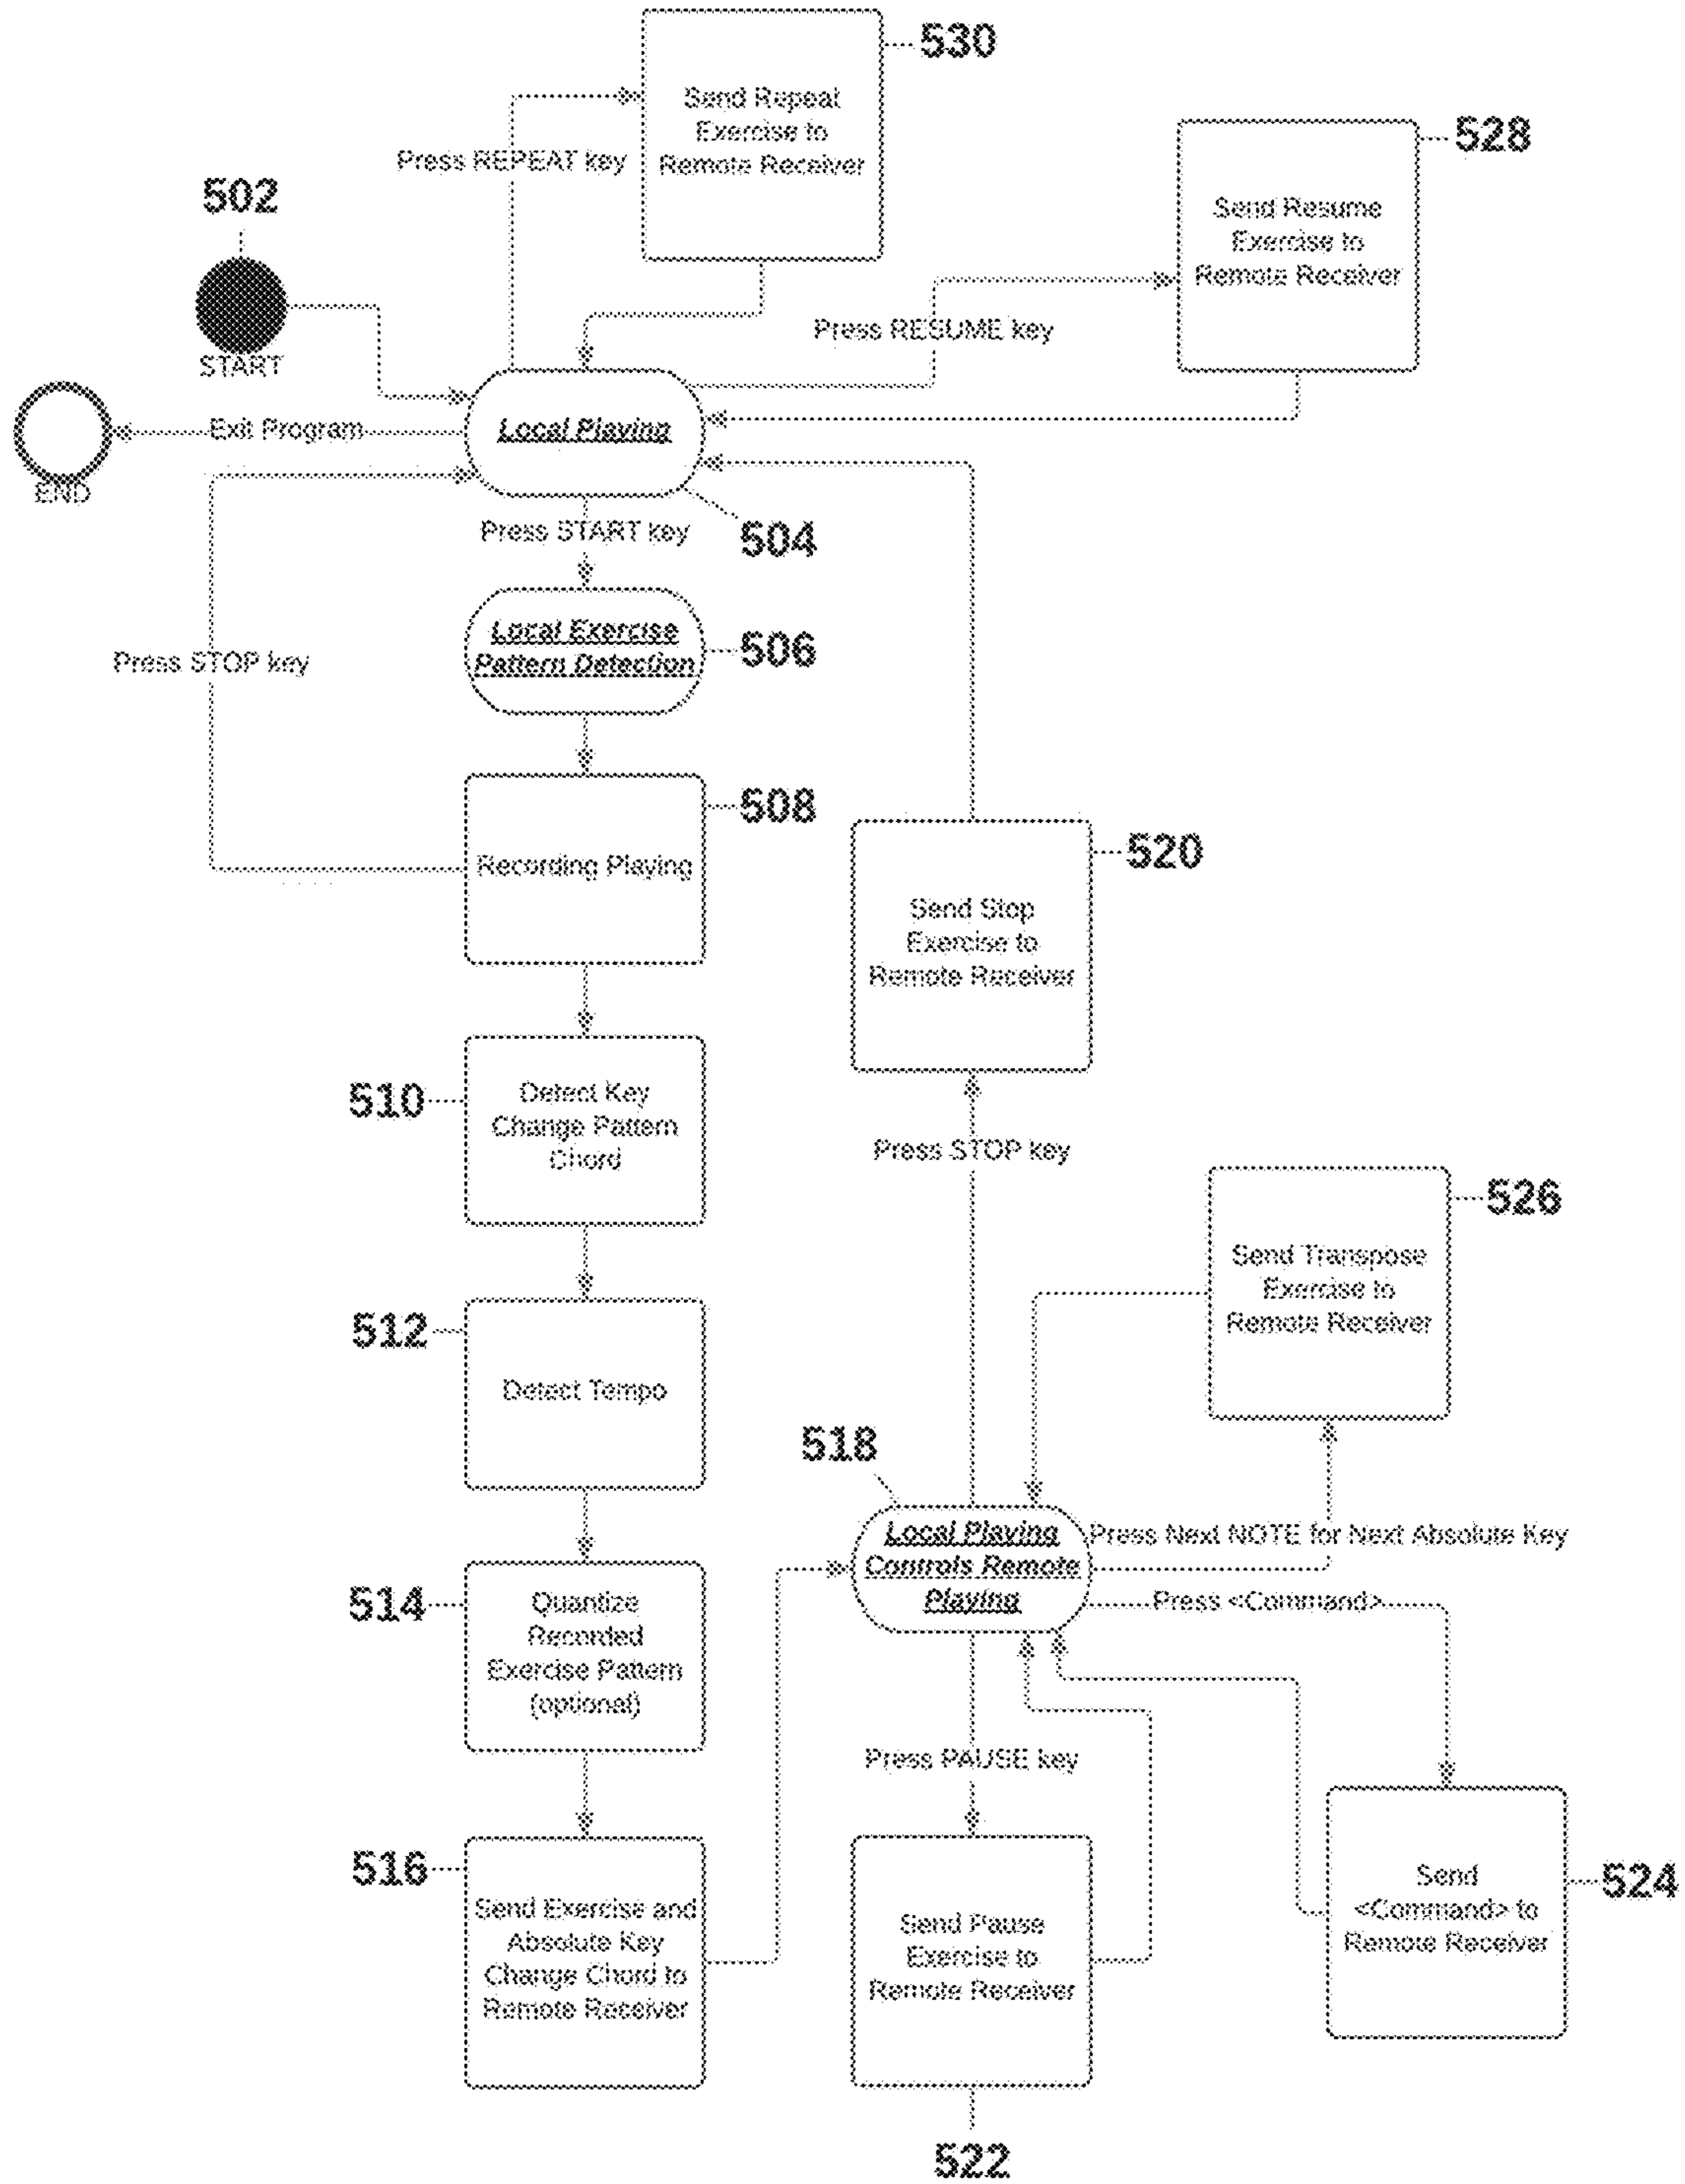 530
Send Repeat
Exercise to
Remote Receiver
Press REPEAT key
528
Send Resume
Exercise to
Remote Receiver
502
START
Press RESUME key
Local Playing
Exit Program
END
504
Press START key
Local Exercise
Pattern Detection
506
Press STOP key
508
Recording Playing
520
Send Stop
Exercise to
Remote Receiver
510
Detect Key
Change Pattern
Chord
Press STOP key
526
Send Transpose
Exercise to
Remote Receiver
512
Detect Tempo
518
Local Playing
Controls Remote
Playing
Press Next NOTE for Next Absolute Key
Press <Command>
514
Quantize
Recorded
Exercise Pattern
(optional)
Press PAUSE key
516
Send Exercise and
Absolute Key
Change Chord to
Remote Receiver
Send Pause
Exercise to
Remote Receiver
522
524
Send
<Command> to
Remote Receiver